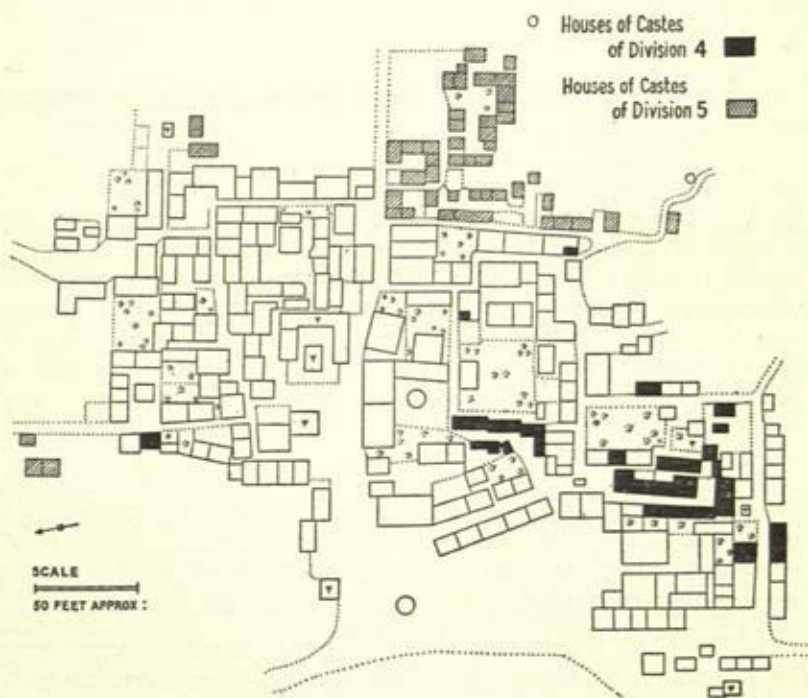 Houses of Castes
of Division 4
Houses of Castes
of Division 5
SCALE
50 FEET APPROX :